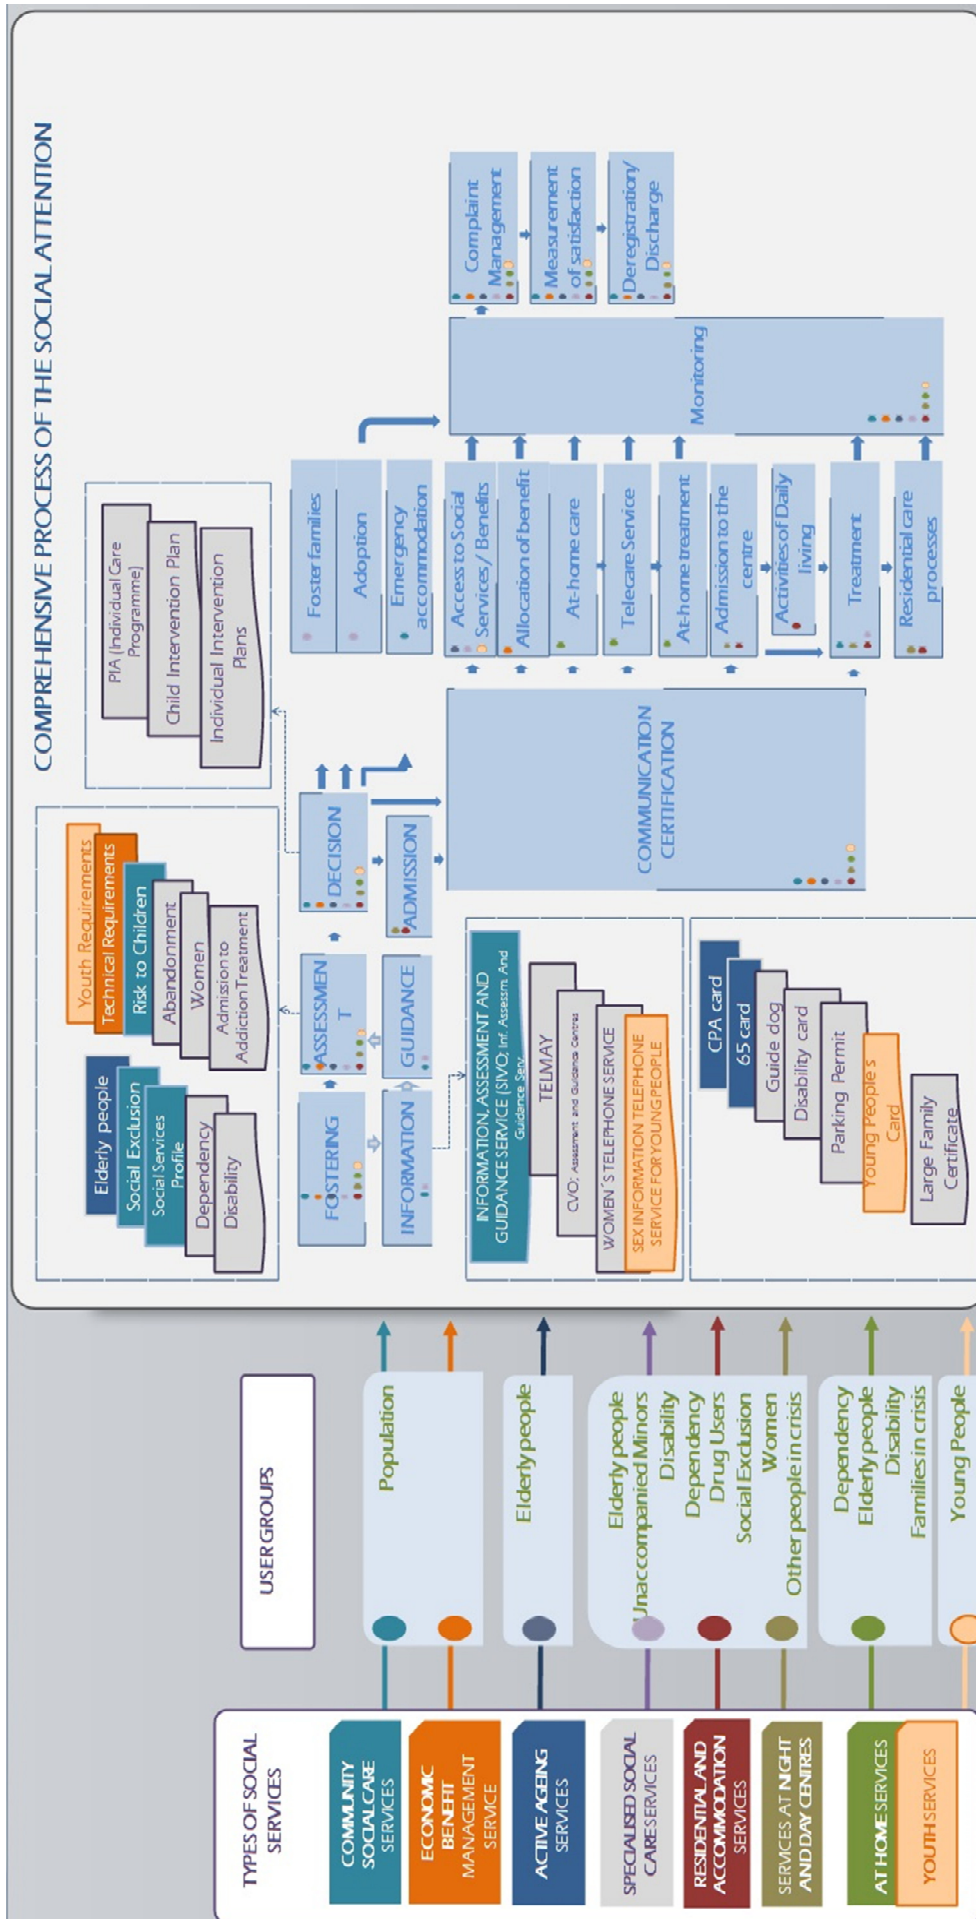 COMPREHENSIVE PROCESS OF THE SOCIAL ATTENTION
TYPES OF SOCIAL
SERVICES
COMMUNITY
SOCIAL CARE
SERVICES
ECONOMIC
BENEFIT
MANAGEMENT
SERVICE
ACTIVE AGEING
SERVICES
SPECIALISED SOCIAL
CARE SERVICES
RESIDENTIAL AND
ACCOMMODATION
SERVICES
SERVICES AT NIGHT
AND DAY CENTRES
AT HOME SERVICES
YOUTH SERVICES
USER GROUPS
Population
Elderly people
Elderly people
Unaccompanied Minors
Disability
Dependency
Drug Users
Social Exclusion
Women
Other people in crisis
Dependency
Elderly people
Disability
Families in crisis
Young People
Elderly people
Social Exclusion
Social Services
Profile
Dependency
Disability
Youth Requirements
Technical Requirements
Risk to Children
Abandonment
Women
Admission to
Addiction Treatment
PIA (Individual Care
Programme)
Child Intervention Plan
Individual Intervention
Plans
FOSTERING
INFORMATION
ASSESSMEN
T
GUIDANCE
DECISION
ADMISSION
INFORMATION, ASSESSMENT AND
GUIDANCE SERVICE (SIVO; Inf. Assessm. And
Guidance Serv.
TELMAY
CVO; Assessment and Guidance Centres
WOMEN´S TELEPHONE SERVICE
SEX INFORMATION TELEPHONE
SERVICE FOR YOUNG PEOPLE
CPA card
65 card
Guide dog
Disability card
Parking Permit
Young People s
Card
Large Family
Certificate
COMMUNICATION
CERTIFICATION
Foster families
Adoption
Emergency
accommodation
Access to Social
Services / Benefits
Allocation of benefit
At-home care
Telecare Service
At-home treatment
Admission to the
centre
Activities of Daily
living
Treatment
Residential care
processes
Monitoring
Complaint
Management
Measurement
of satisfaction
Deregistration/
Discharge